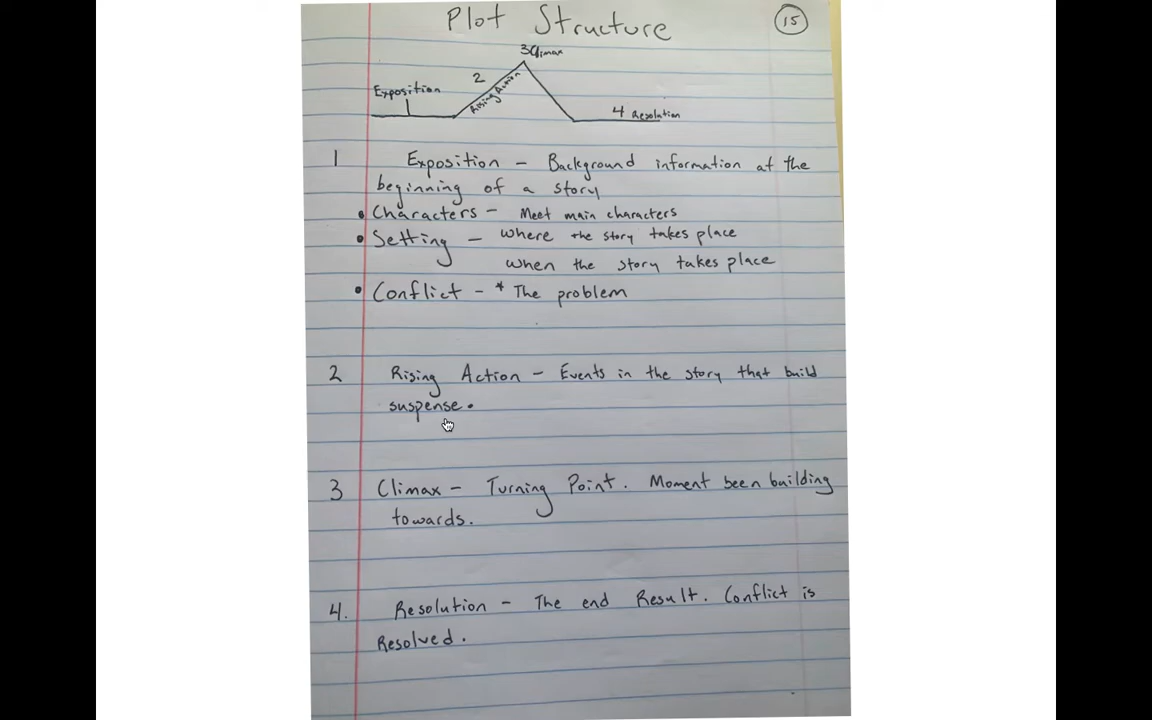 Plot Structure
15
3 Climax
2
Rising Action
Exposition
4 Resolution
1 Exposition - Background information at the
beginning of a story
• Characters - Meet main characters
• Setting - where the story takes place
when the story takes place
• Conflict - * The problem
2 Rising Action - Events in the story that build
suspense.
3 Climax - Turning Point. Moment been building
towards.
4. Resolution - The end Result. Conflict is
Resolved.